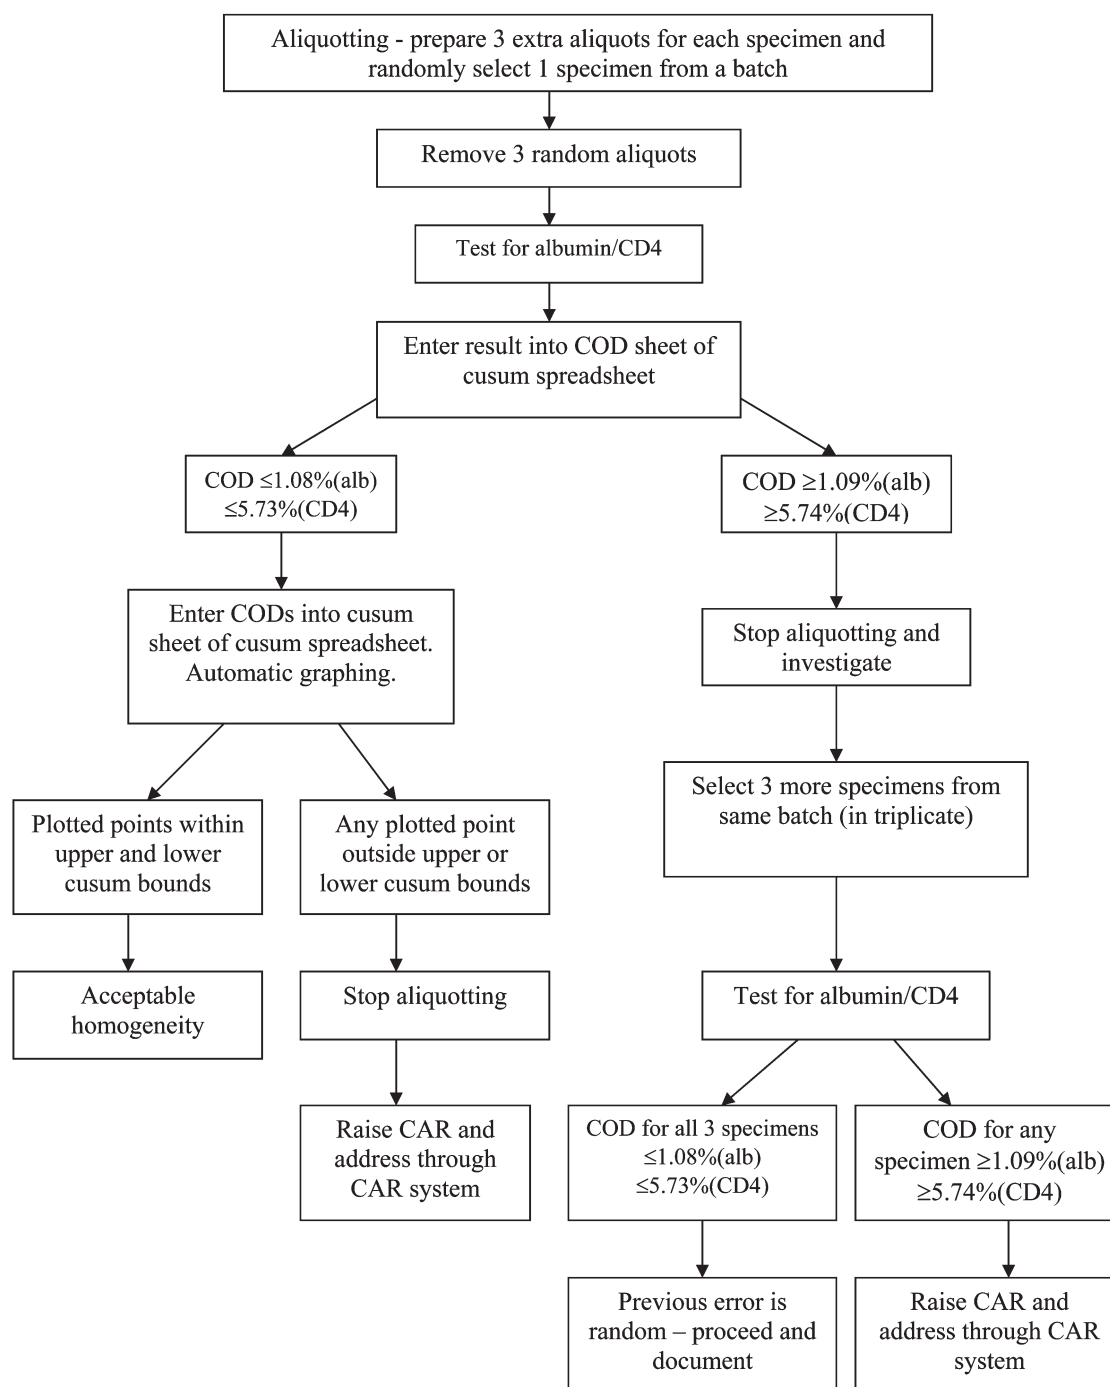 Aliquotting - prepare 3 extra aliquots for each specimen and
randomly select 1 specimen from a batch
Remove 3 random aliquots
Test for albumin/CD4
Enter result into COD sheet of
cusum spreadsheet
COD ≤1.08%(alb)
≤5.73%(CD4)
COD ≥1.09%(alb)
≥5.74%(CD4)
Enter CODs into cusum
sheet of cusum spreadsheet.
Automatic graphing.
Stop aliquotting and
investigate
Select 3 more specimens from
same batch (in triplicate)
Plotted points within
upper and lower
cusum bounds
Any plotted point
outside upper or
lower cusum bounds
Acceptable
homogeneity
Stop aliquotting
Test for albumin/CD4
Raise CAR and
address through
CAR system
COD for all 3 specimens
≤1.08%(alb)
≤5.73%(CD4)
COD for any
specimen ≥1.09%(alb)
≥5.74%(CD4)
Previous error is
random – proceed and
document
Raise CAR and
address through CAR
system